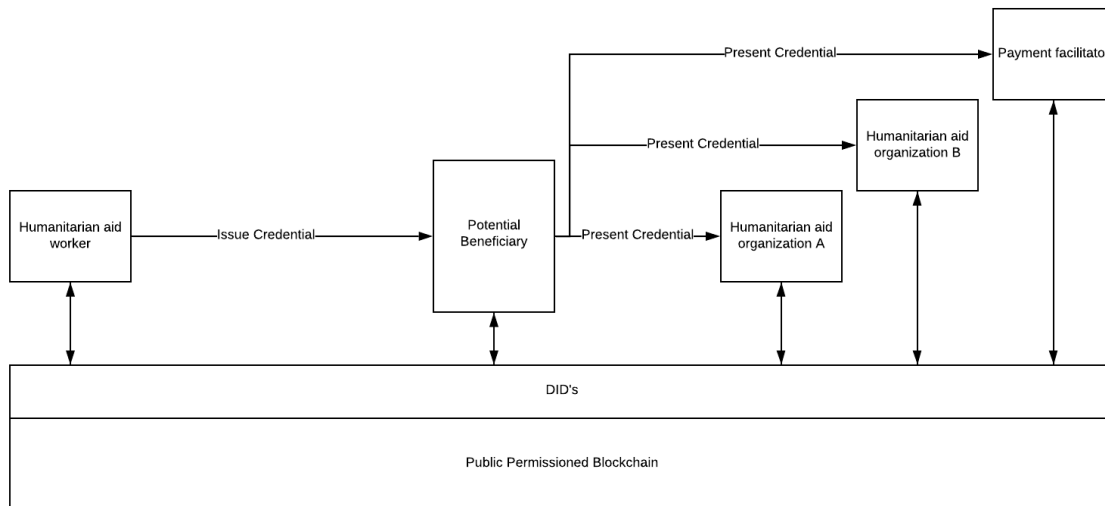 Present Credential
Payment facilitato
Present Credential
Humanitarian aid
organization B
Humanitarian aid
worker
Issue Credential
Potential
Beneficiary
Present Credential
Humanitarian aid
organization A
DID's
Public Permissioned Blockchain